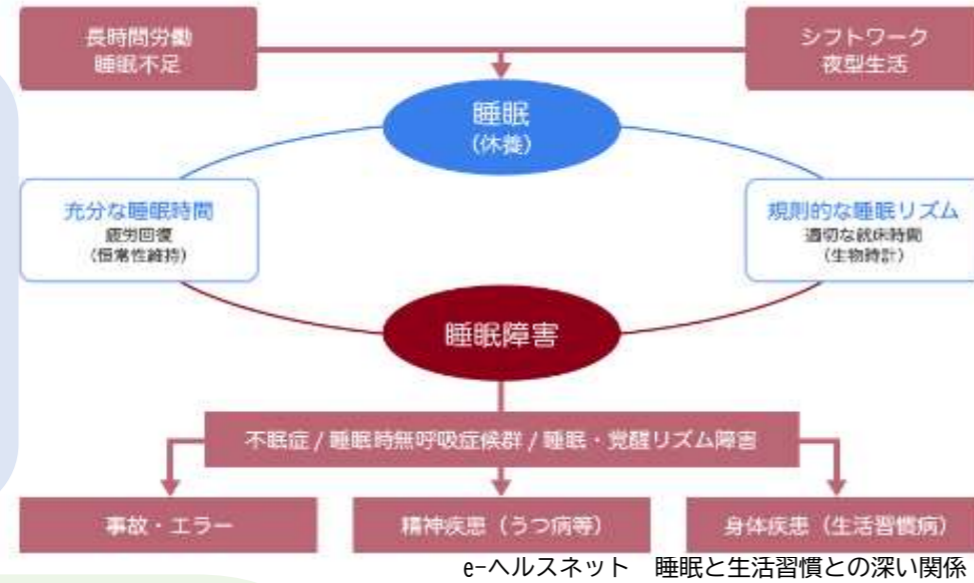 長時間労働
睡眠不足
シフトワーク
夜型生活
睡眠
(休養)
充分な睡眠時間
疲労回復
(恒常性維持)
規則的な睡眠リズム
適切な就床時間
(生物時計)
睡眠障害
不眠症 / 睡眠時無呼吸症候群 / 睡眠・覚醒リズム障害
事故・エラー
精神疾患（うつ病等）
身体疾患（生活習慣病）
e-ヘルスネット　睡眠と生活習慣との深い関係